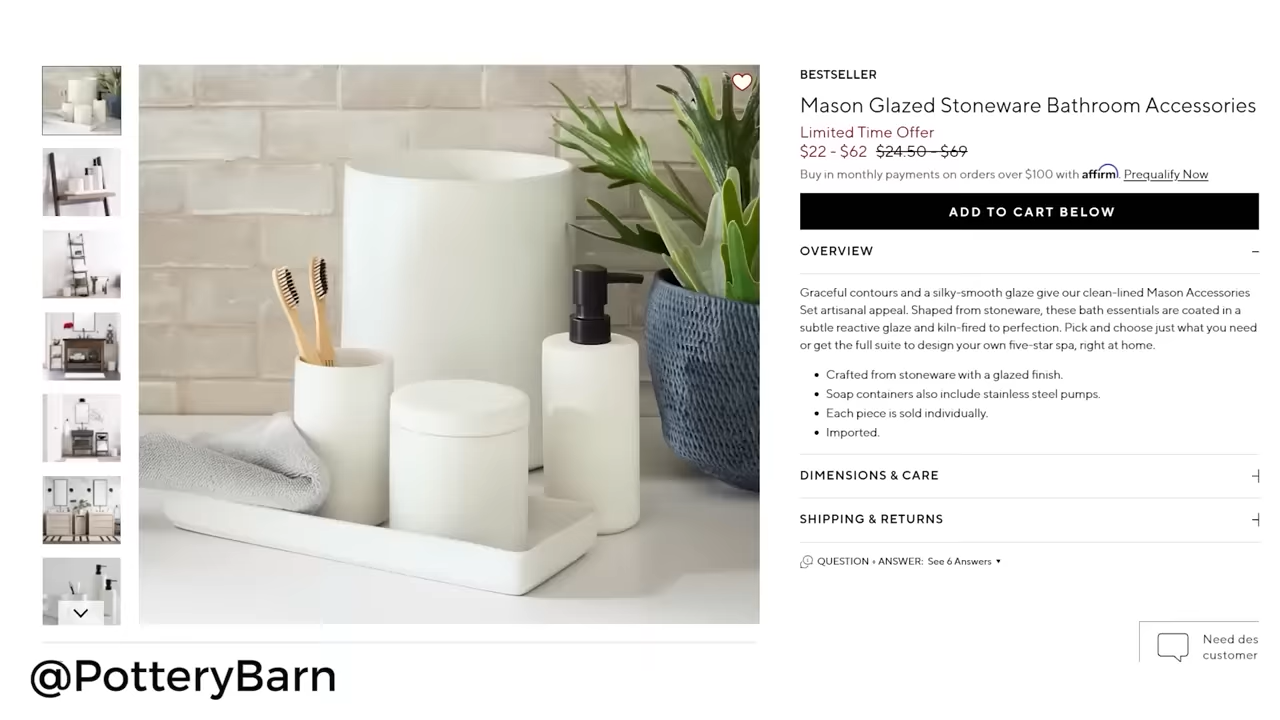 BESTSELLER
Mason Glazed Stoneware Bathroom Accessories
Limited Time Offer
$22 - $62 $24.50 - $69
Buy in monthly payments on orders over $100 with affirm. Prequalify Now
ADD TO CART BELOW
OVERVIEW
Graceful contours and a silky-smooth glaze give our clean-lined Mason Accessories
Set artisanal appeal. Shaped from stoneware, these bath essentials are coated in a
subtle reactive glaze and kiln-fired to perfection. Pick and choose just what you need
or get the full suite to design your own five-star spa, right at home.
• Crafted from stoneware with a glazed finish.
• Soap containers also include stainless steel pumps.
• Each piece is sold individually.
• Imported.
DIMENSIONS & CARE
SHIPPING & RETURNS
QUESTION + ANSWER: See 6 Answers
Need des
customer
@PotteryBarn